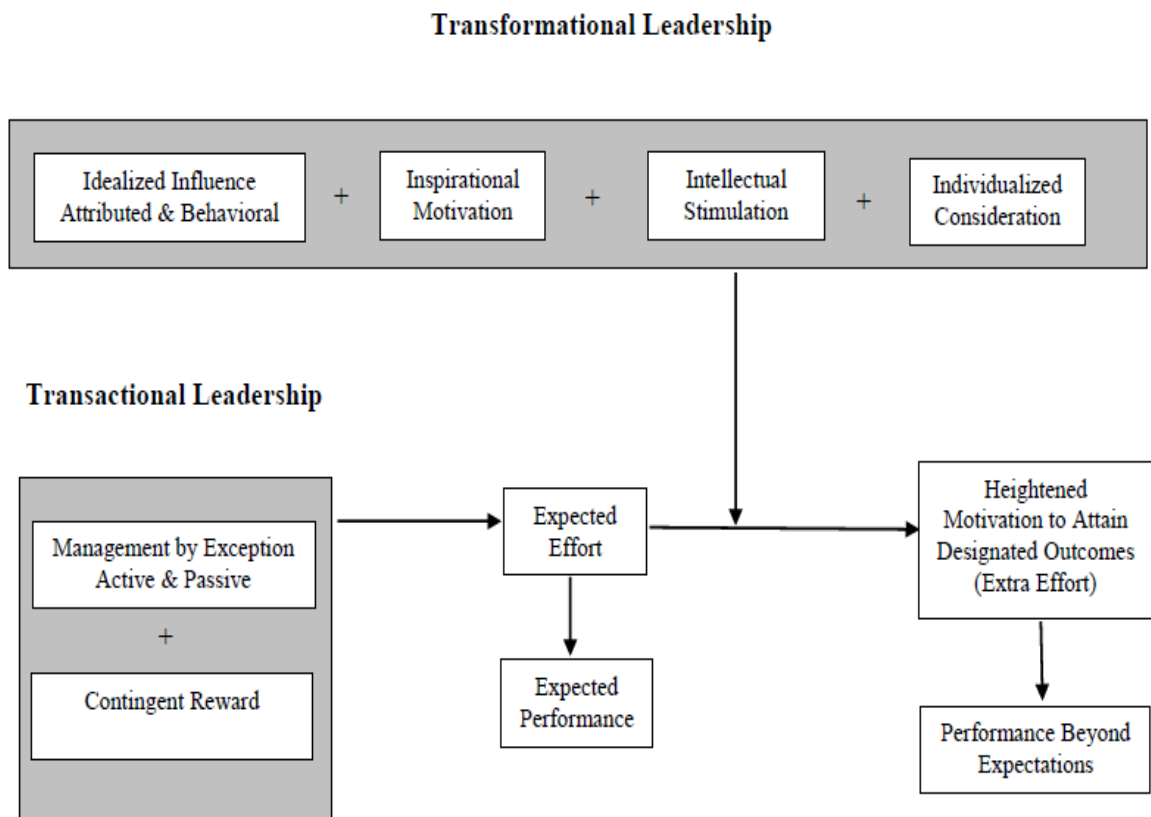 Transformational Leadership
Idealized Influence
Attributed & Behavioral
+
Inspirational
Motivation
+
Intellectual
Stimulation
+
Individualized
Consideration
Transactional Leadership
Management by Exception
Active & Passive
+
Contingent Reward
Expected
Effort
Expected
Performance
Heightened
Motivation to Attain
Designated Outcomes
(Extra Effort)
Performance Beyond
Expectations